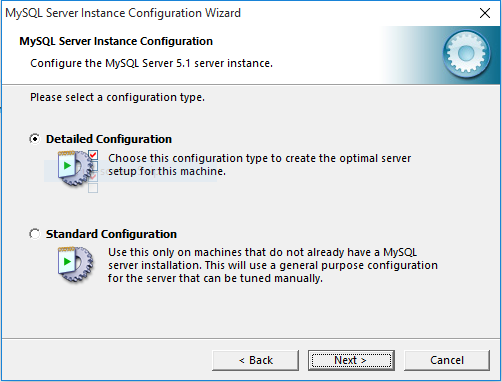 MySQL Server Instance Configuration Wizard
MySQL Server Instance Configuration
Configure the MySQL Server 5.1 server instance.
Please select a configuration type.
Detailed Configuration
Choose this configuration type to create the optimal server
setup for this machine.
Standard Configuration
Use this only on machines that do not already have a MySQL
server installation. This will use a general purpose configuration
for the server that can be tuned manually.
< Back
Next >
Cancel